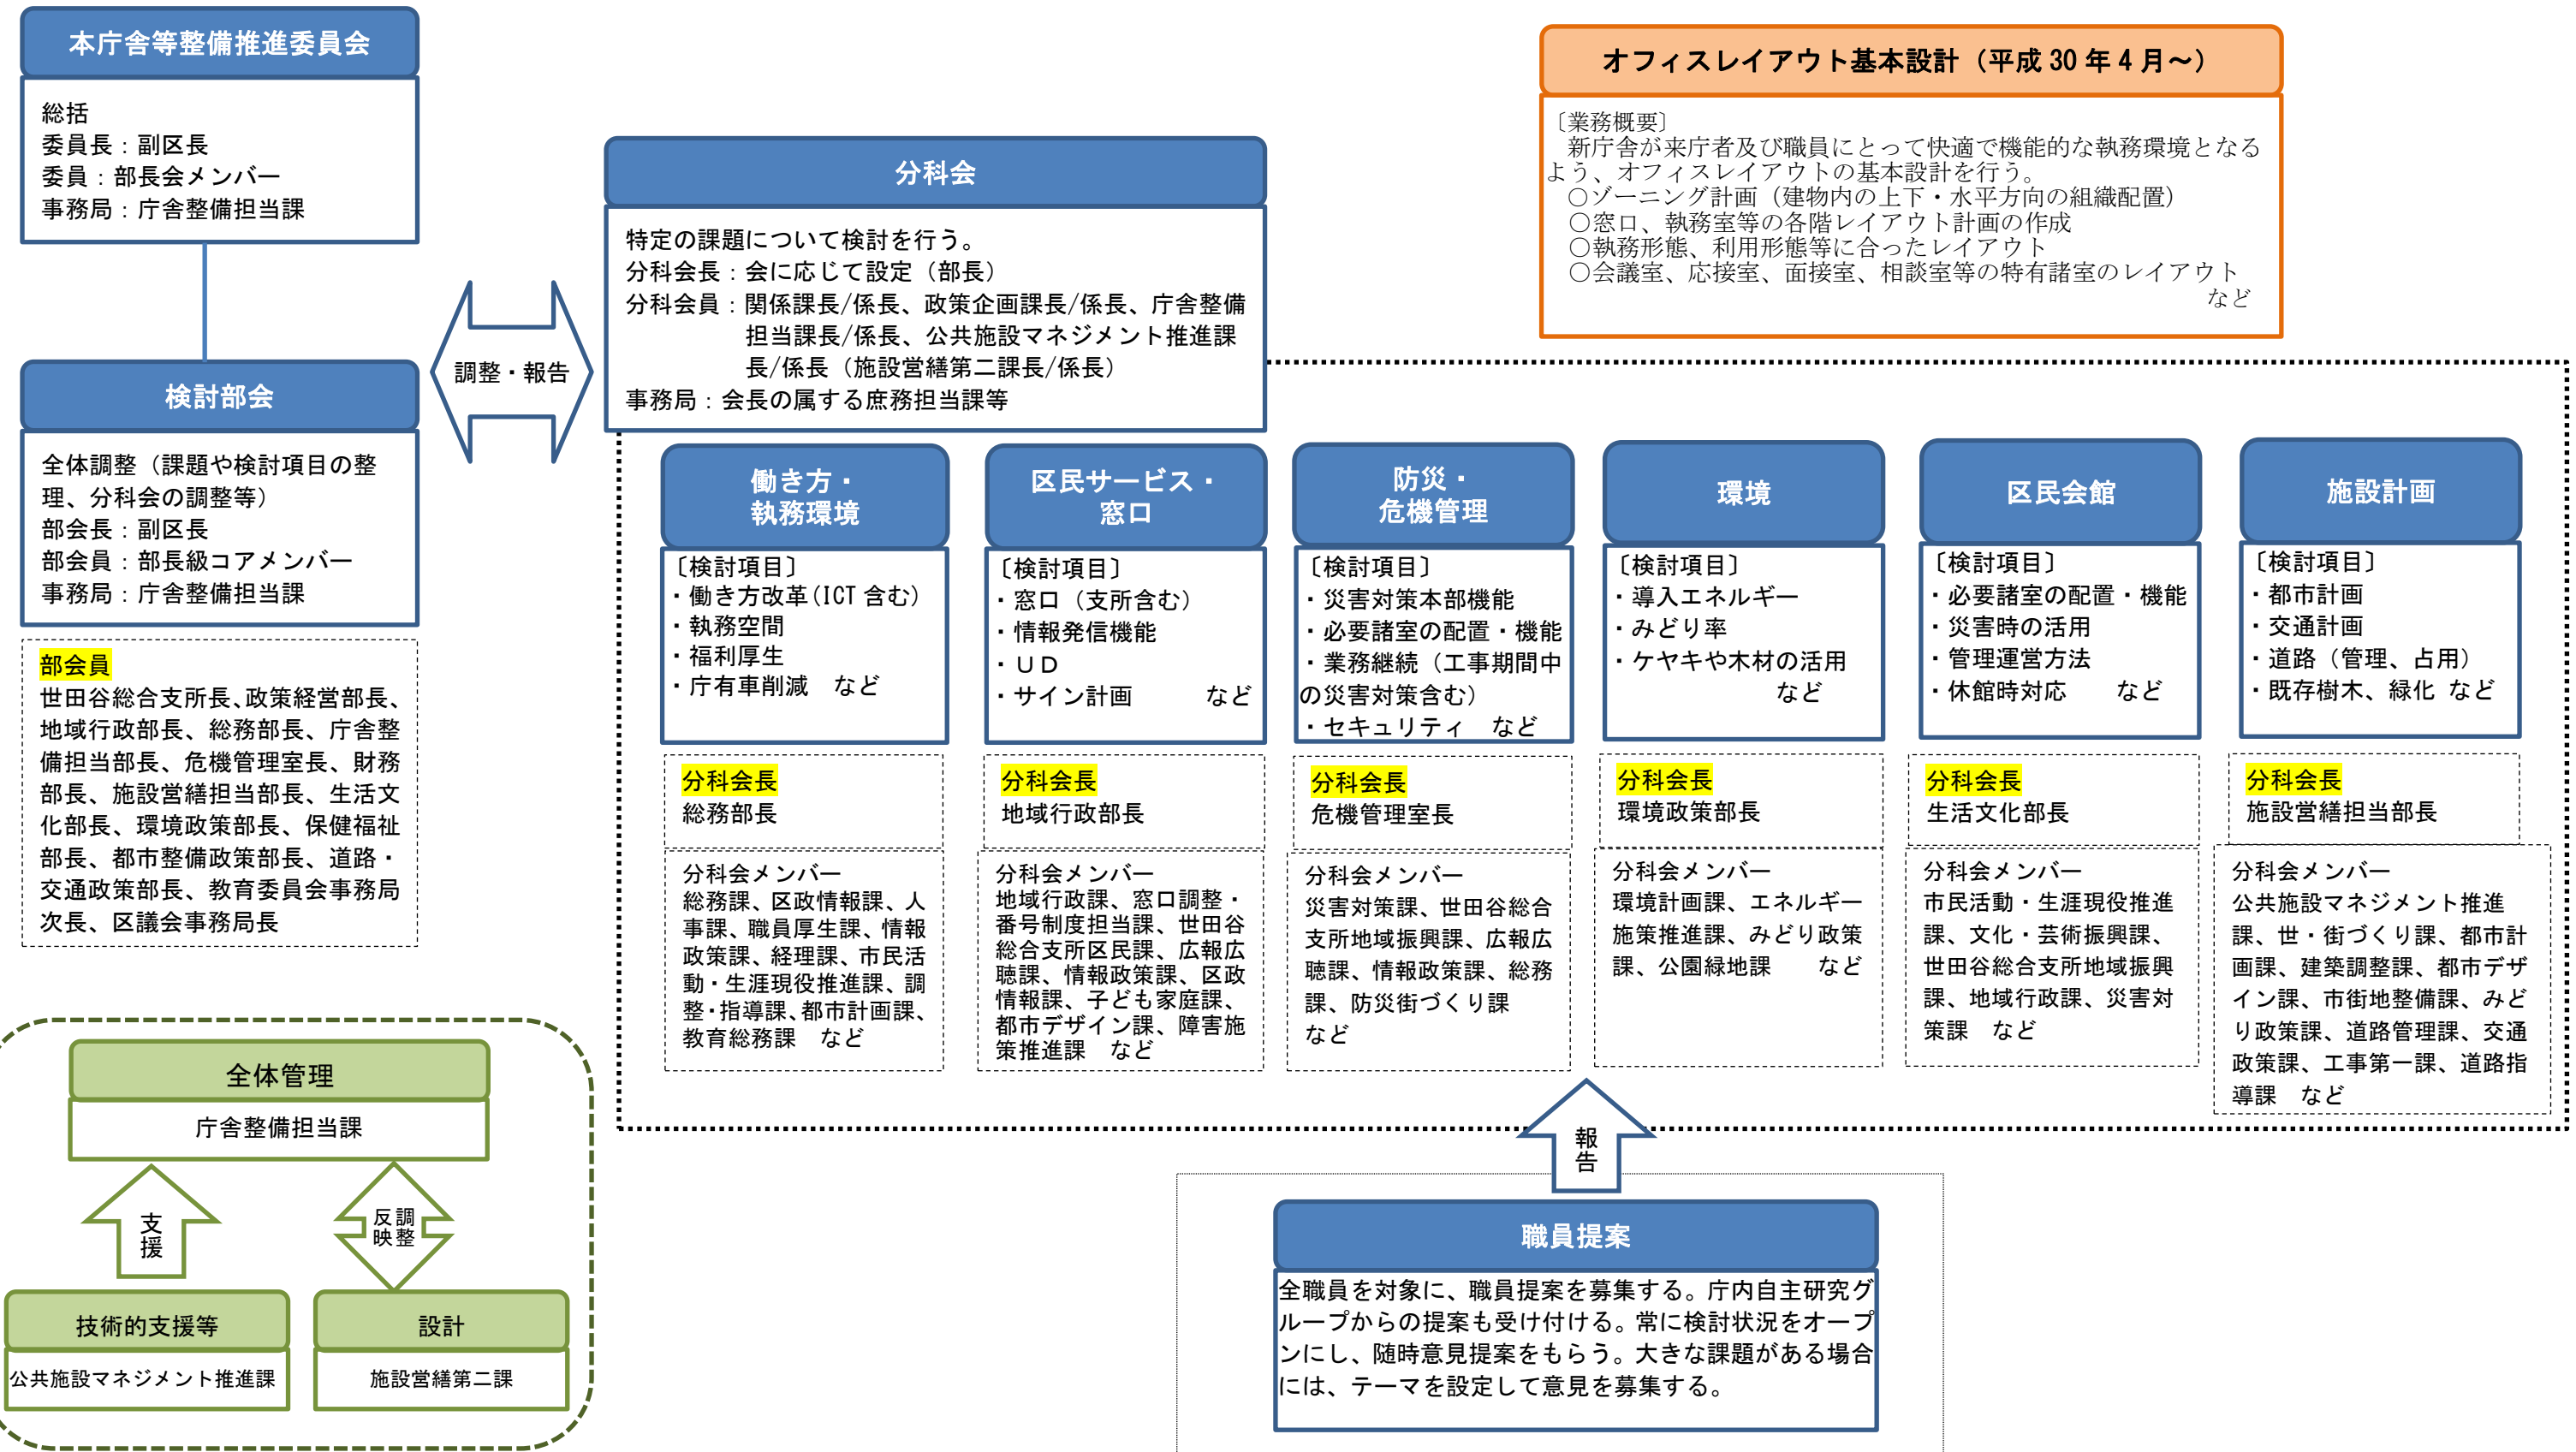 本庁舎等整備推進委員会
総括
委員長：副区長
委員：部長会メンバー
事務局：庁舎整備担当課
検討部会
全体調整（課題や検討項目の整
理、分科会の調整等）
部会長：副区長
部会員：部長級コアメンバー
事務局：庁舎整備担当課
部会員
世田谷総合支所長、政策経営部長、
地域行政部長、総務部長、庁舎整
備担当部長、危機管理室長、財務
部長、施設営繕担当部長、生活文
化部長、環境政策部長、保健福祉
部長、都市整備政策部長、道路・
交通政策部長、教育委員会事務局
次長、区議会事務局長
調整・報告
分科会
特定の課題について検討を行う。
分科会長：会に応じて設定（部長）
分科会員：関係課長/係長、政策企画課長/係長、庁舎整備
担当課長/係長、公共施設マネジメント推進課
長/係長（施設営繕第二課長/係長）
事務局：会長の属する庶務担当課等
オフィスレイアウト基本設計（平成 30 年 4 月～）
〔業務概要〕
新庁舎が来庁者及び職員にとって快適で機能的な執務環境となる
よう、オフィスレイアウトの基本設計を行う。
○ゾーニング計画（建物内の上下・水平方向の組織配置）
○窓口、執務室等の各階レイアウト計画の作成
○執務形態、利用形態等に合ったレイアウト
○会議室、応接室、面接室、相談室等の特有諸室のレイアウト
など
働き方・
執務環境
〔検討項目〕
・働き方改革（ICT 含む）
・執務空間
・福利厚生
・庁有車削減　など
分科会長
総務部長
分科会メンバー
総務課、区政情報課、人
事課、職員厚生課、情報
政策課、経理課、市民活
動・生涯現役推進課、調
整・指導課、都市計画課、
教育総務課　など
区民サービス・
窓口
〔検討項目〕
・窓口（支所含む）
・情報発信機能
・ＵＤ
・サイン計画　　　など
分科会長
地域行政部長
分科会メンバー
地域行政課、窓口調整・
番号制度担当課、世田谷
総合支所区民課、広報広
聴課、情報政策課、区政
情報課、子ども家庭課、
都市デザイン課、障害施
策推進課　など
防災・
危機管理
〔検討項目〕
・災害対策本部機能
・必要諸室の配置・機能
・業務継続（工事期間中
の災害対策含む）
・セキュリティ　など
分科会長
危機管理室長
分科会メンバー
災害対策課、世田谷総合
支所地域振興課、広報広
聴課、情報政策課、総務
課、防災街づくり課
など
環境
〔検討項目〕
・導入エネルギー
・みどり率
・ケヤキや木材の活用
など
分科会長
環境政策部長
分科会メンバー
環境計画課、エネルギー
施策推進課、みどり政策
課、公園緑地課　　など
区民会館
〔検討項目〕
・必要諸室の配置・機能
・災害時の活用
・管理運営方法
・休館時対応　　など
分科会長
生活文化部長
分科会メンバー
市民活動・生涯現役推進
課、文化・芸術振興課、
世田谷総合支所地域振興
課、地域行政課、災害対
策課　など
施設計画
〔検討項目〕
・都市計画
・交通計画
・道路（管理、占用）
・既存樹木、緑化 など
分科会長
施設営繕担当部長
分科会メンバー
公共施設マネジメント推進
課、世・街づくり課、都市計
画課、建築調整課、都市デザ
イン課、市街地整備課、みど
り政策課、道路管理課、交通
政策課、工事第一課、道路指
導課　など
報告
職員提案
全職員を対象に、職員提案を募集する。庁内自主研究グ
ループからの提案も受け付ける。常に検討状況をオープ
ンにし、随時意見提案をもらう。大きな課題がある場合
には、テーマを設定して意見を募集する。
全体管理
庁舎整備担当課
支援
調整
反映
技術的支援等
公共施設マネジメント推進課
設計
施設営繕第二課